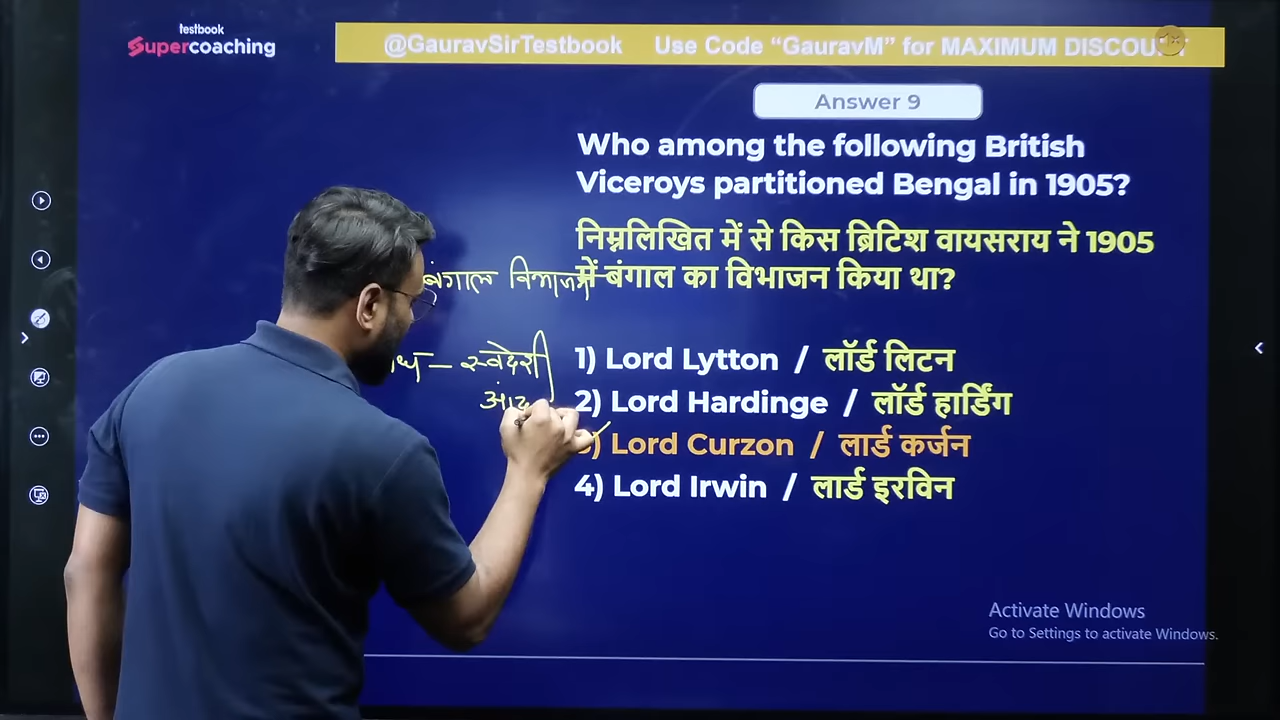 testbook
Supercoaching
@GauravSirTestbook Use Code “GauravM” for MAXIMUM DISCOUNT
Answer 9
Who among the following British
Viceroys partitioned Bengal in 1905?
निम्नलिखित में से किस ब्रिटिश वायसराय ने 1905
में बंगाल का विभाजन किया था?
बंगाल विभाजन
स्वदेशी
1) Lord Lytton / लॉर्ड लिटन
2) Lord Hardinge / लॉर्ड हार्डिंग
3) Lord Curzon / लार्ड कर्जन
4) Lord Irwin / लार्ड इरविन
Activate Windows
Go to Settings to activate Windows.